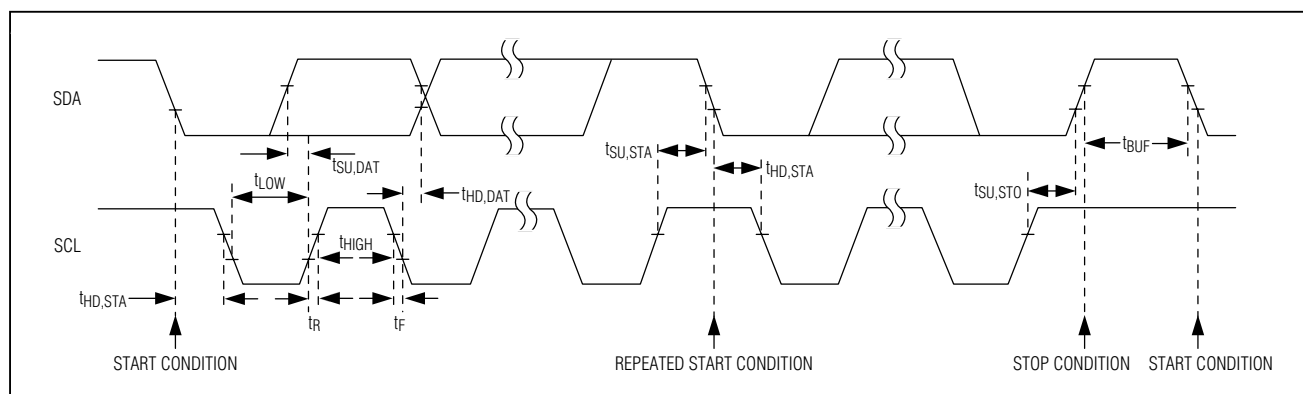 SDA
tSU,DAT
tLOW
tHD,DAT
tSU,STA
tHD,STA
tBUF
tSU,STO
SCL
tHIGH
tHD,STA
tR
tF
START CONDITION
REPEATED START CONDITION
STOP CONDITION
START CONDITION